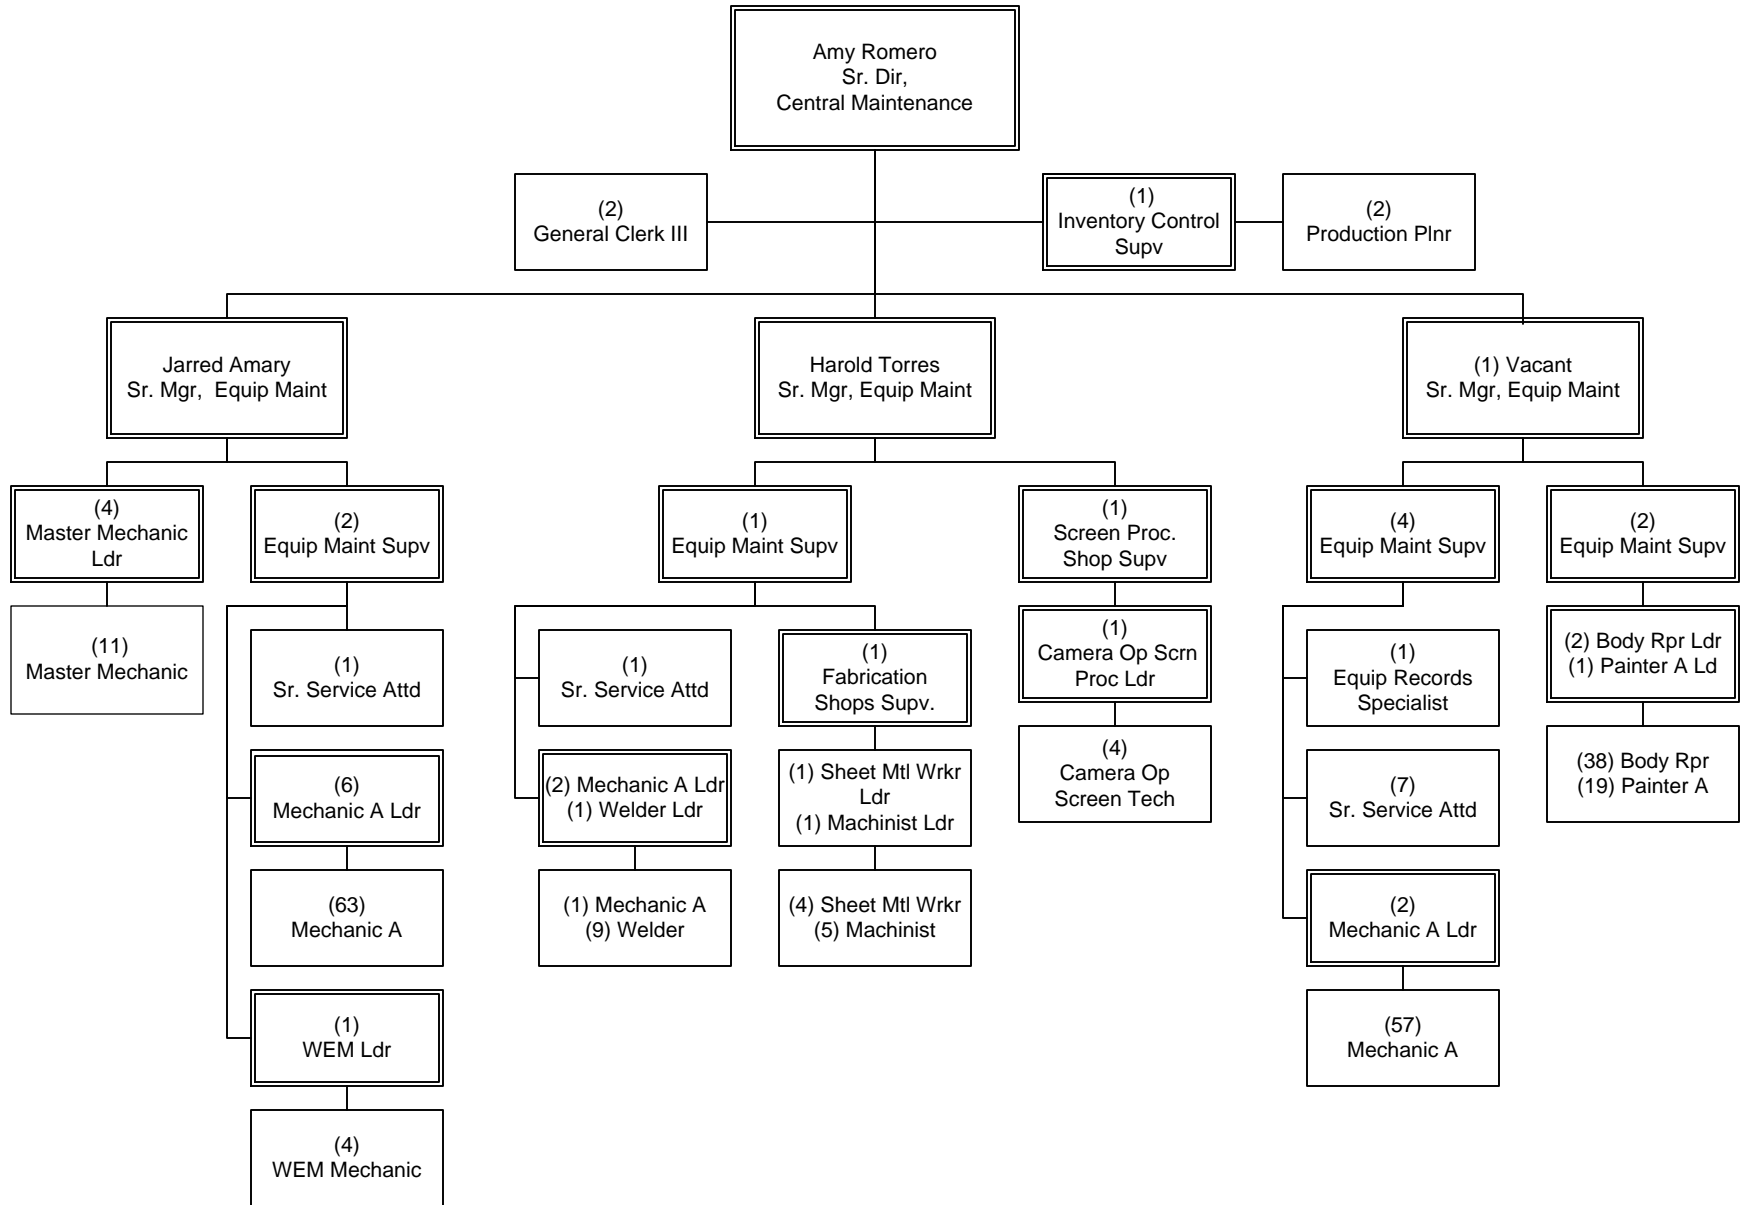 Amy Romero
Sr. Dir,
Central Maintenance
(2)
General Clerk III
(1)
Inventory Control
Supv
(2)
Production Plnr
Jarred Amary
Sr. Mgr,  Equip Maint
Harold Torres
Sr. Mgr, Equip Maint
(1) Vacant
Sr. Mgr, Equip Maint
(4)
Master Mechanic
Ldr
(2)
Equip Maint Supv
(1)
Equip Maint Supv
(1)
Screen Proc.
Shop Supv
(4)
Equip Maint Supv
(2)
Equip Maint Supv
(11)
Master Mechanic
(1)
Sr. Service Attd
(1)
Sr. Service Attd
(1)
Fabrication
Shops Supv.
(1)
Camera Op Scrn
Proc Ldr
(1)
Equip Records
Specialist
(2) Body Rpr Ldr
(1) Painter A Ld
(6)
Mechanic A Ldr
(2) Mechanic A Ldr
(1) Welder Ldr
(1) Sheet Mtl Wrkr
Ldr
(1) Machinist Ldr
(4)
Camera Op
Screen Tech
(7)
Sr. Service Attd
(38) Body Rpr
(19) Painter A
(63)
Mechanic A
(1) Mechanic A
(9) Welder
(4) Sheet Mtl Wrkr
(5) Machinist
(2)
Mechanic A Ldr
(1)
WEM Ldr
(57)
Mechanic A
(4)
WEM Mechanic